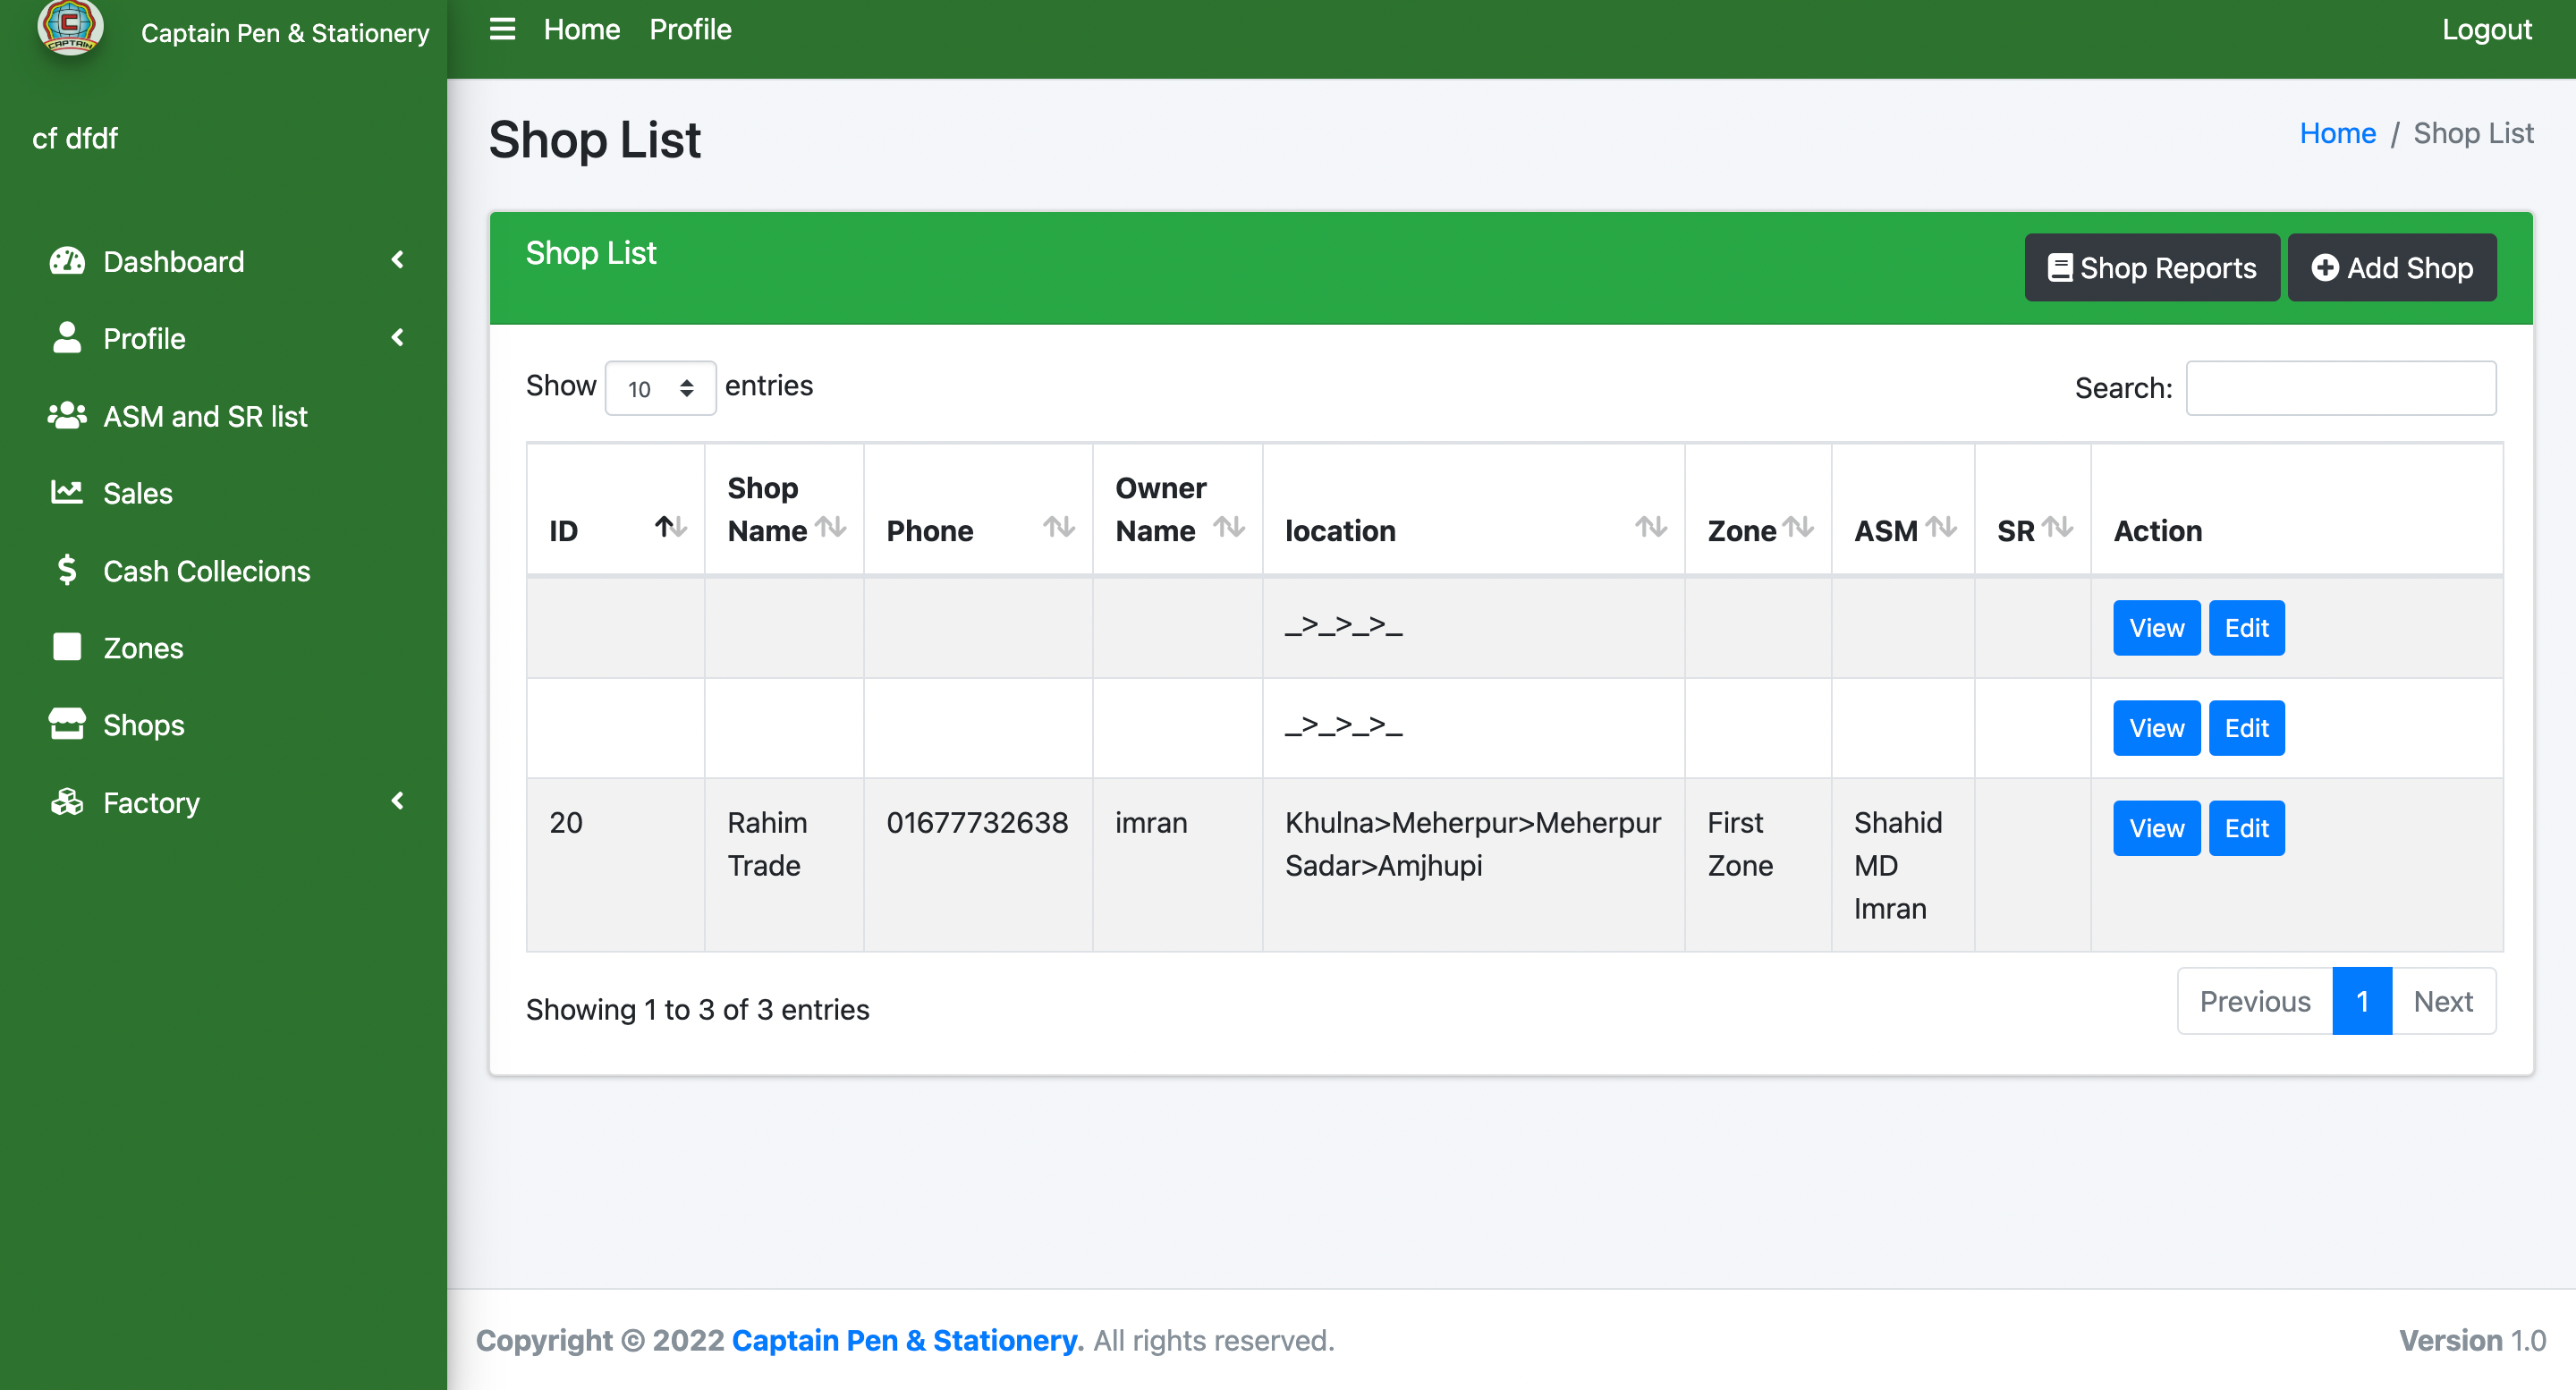 C
CAPTAIN
Captain Pen & Stationery
Home Profile Logout
cf dfdf
Dashboard
Profile
ASM and SR list
Sales
Cash Collecions
Zones
Shops
Factory
Shop List
Home / Shop List
Shop List
Shop Reports Add Shop
Show 10 entries Search:
ID Shop Name Phone Owner Name location Zone ASM SR Action
_>_>_>_ View Edit
_>_>_>_ View Edit
20 Rahim 01677732638 imran Khulna>Meherpur>Meherpur First Shahid View Edit
Trade Sadar>Amjhupi Zone MD
Imran
Showing 1 to 3 of 3 entries
Previous 1 Next
Copyright © 2022 Captain Pen & Stationery. All rights reserved.
Version 1.0